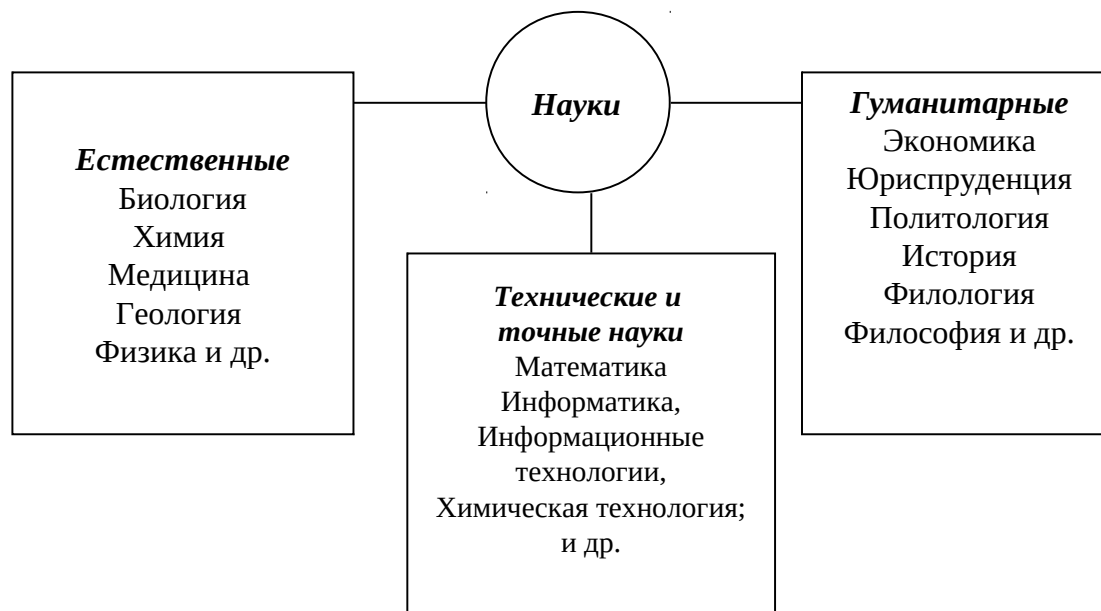 Науки
Естественные
Биология
Химия
Медицина
Геология
Физика и др.
Технические и
точные науки
Математика
Информатика,
Информационные
технологии,
Химическая технология;
и др.
Гуманитарные
Экономика
Юриспруденция
Политология
История
Филология
Философия и др.